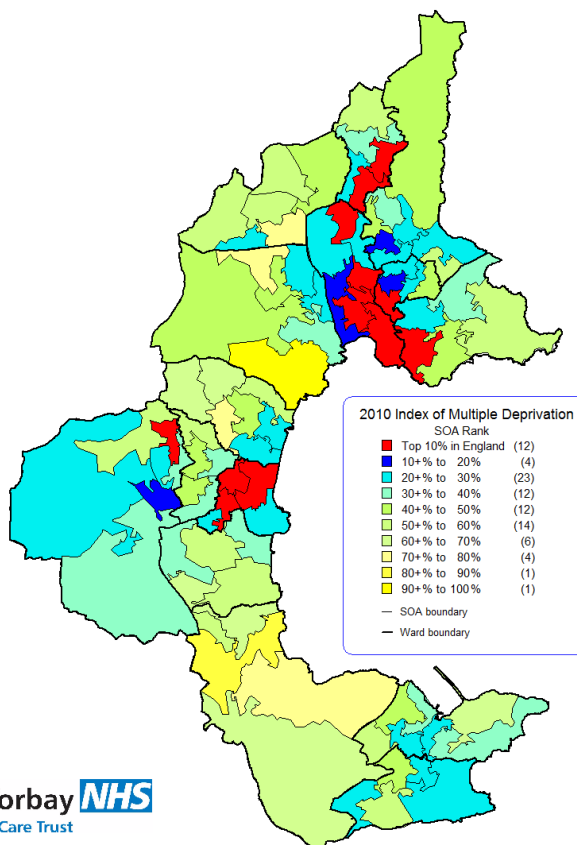 2010 Index of Multiple Deprivation
SOA Rank
Top 10% in England (12)
10+% to 20% (4)
20+% to 30% (23)
30+% to 40% (12)
40+% to 50% (12)
50+% to 60% (14)
60+% to 70% (6)
70+% to 80% (4)
80+% to 90% (1)
90+% to 100% (1)
SOA boundary
Ward boundary
orbay NHS
Care Trust